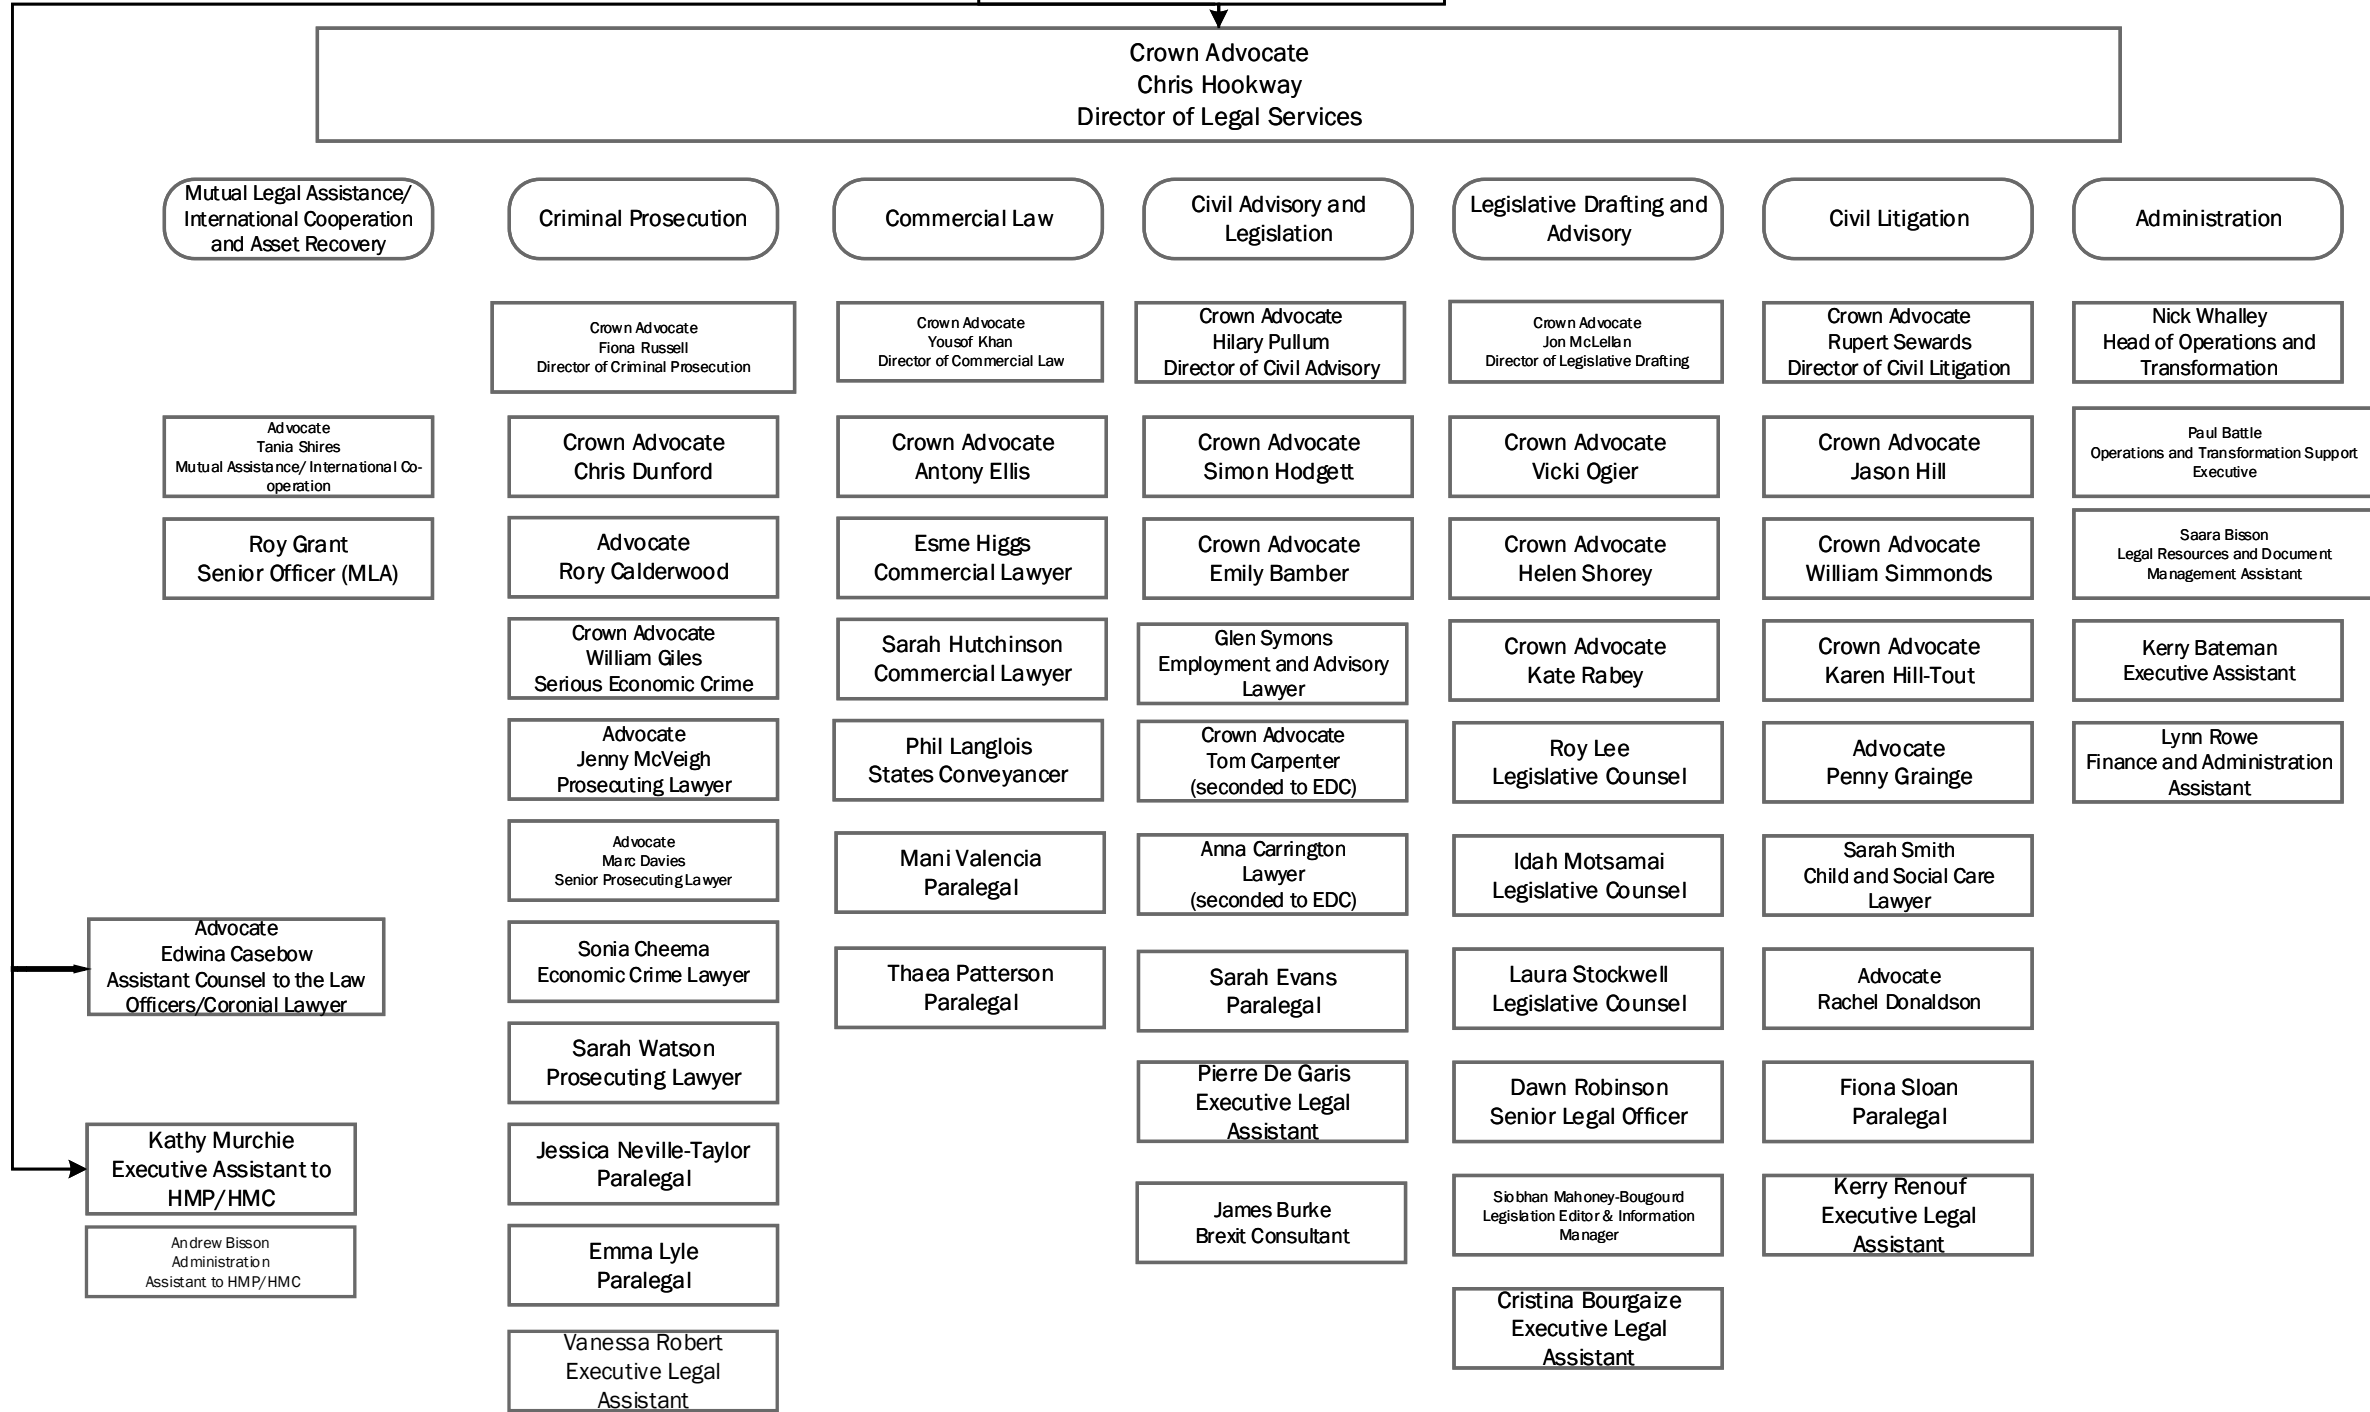 Crown Advocate
Chris Hookway
Director of Legal Services
Mutual Legal Assistance/
International Cooperation
and Asset Recovery
Advocate
Tania Shires
Mutual Assistance/ International Co-
operation
Roy Grant
Senior Officer (MLA)
Advocate
Edwina Casebow
Assistant Counsel to the Law
Officers/Coronial Lawyer
Kathy Murchie
Executive Assistant to
HMP/HMC
Andrew Bisson
Administration
Assistant to HMP/HMC
Criminal Prosecution
Crown Advocate
Fiona Russell
Director of Criminal Prosecution
Crown Advocate
Chris Dunford
Advocate
Rory Calderwood
Crown Advocate
William Giles
Serious Economic Crime
Advocate
Jenny McVeigh
Prosecuting Lawyer
Advocate
Marc Davies
Senior Prosecuting Lawyer
Sonia Cheema
Economic Crime Lawyer
Sarah Watson
Prosecuting Lawyer
Jessica Neville-Taylor
Paralegal
Emma Lyle
Paralegal
Vanessa Robert
Executive Legal
Assistant
Commercial Law
Crown Advocate
Yousof Khan
Director of Commercial Law
Crown Advocate
Antony Ellis
Esme Higgs
Commercial Lawyer
Sarah Hutchinson
Commercial Lawyer
Phil Langlois
States Conveyancer
Mani Valencia
Paralegal
Thaea Patterson
Paralegal
Civil Advisory and
Legislation
Crown Advocate
Hilary Pullum
Director of Civil Advisory
Crown Advocate
Simon Hodgett
Crown Advocate
Emily Bamber
Glen Symons
Employment and Advisory
Lawyer
Crown Advocate
Tom Carpenter
(seconded to EDC)
Anna Carrington
Lawyer
(seconded to EDC)
Sarah Evans
Paralegal
Pierre De Garis
Executive Legal
Assistant
James Burke
Brexit Consultant
Legislative Drafting and
Advisory
Crown Advocate
Jon McLellan
Director of Legislative Drafting
Crown Advocate
Vicki Ogier
Crown Advocate
Helen Shorey
Crown Advocate
Kate Rabey
Roy Lee
Legislative Counsel
Idah Motsamai
Legislative Counsel
Laura Stockwell
Legislative Counsel
Dawn Robinson
Senior Legal Officer
Siobhan Mahoney-Bougourd
Legislation Editor & Information
Manager
Cristina Bourgaize
Executive Legal
Assistant
Civil Litigation
Crown Advocate
Rupert Sewards
Director of Civil Litigation
Crown Advocate
Jason Hill
Crown Advocate
William Simmonds
Crown Advocate
Karen Hill-Tout
Advocate
Penny Grainge
Sarah Smith
Child and Social Care
Lawyer
Advocate
Rachel Donaldson
Fiona Sloan
Paralegal
Kerry Renouf
Executive Legal
Assistant
Administration
Nick Whalley
Head of Operations and
Transformation
Paul Battle
Operations and Transformation Support
Executive
Saara Bisson
Legal Resources and Document
Management Assistant
Kerry Bateman
Executive Assistant
Lynn Rowe
Finance and Administration
Assistant